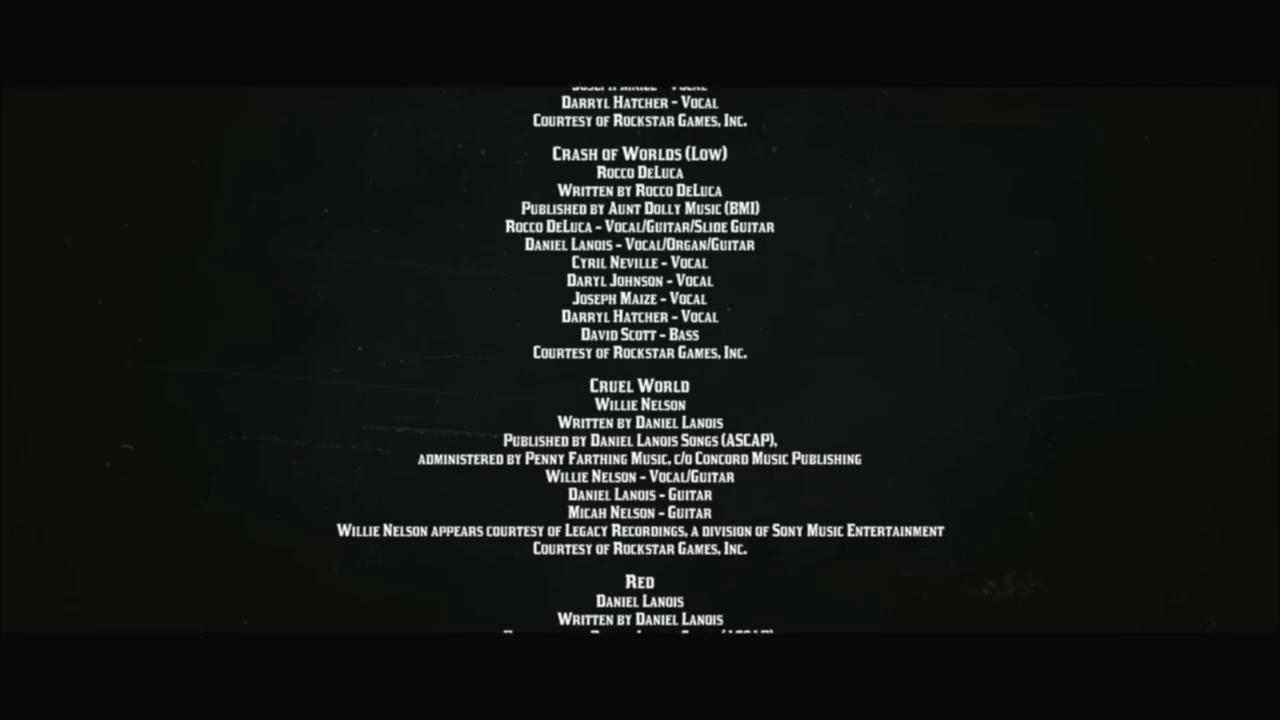 Joseph Maize - Vocal
Darryl Hatcher - Vocal
Courtesy of Rockstar Games, Inc.
Crash of Worlds (Low)
Rocco DeLuca
Written by Rocco DeLuca
Published by Aunt Dolly Music (BMI)
Rocco DeLuca - Vocal/Guitar/Slide Guitar
Daniel Lanois - Vocal/Organ/Guitar
Cyril Neville - Vocal
Daryl Johnson - Vocal
Joseph Maize - Vocal
Darryl Hatcher - Vocal
David Scott - Bass
Courtesy of Rockstar Games, Inc.
Cruel World
Willie Nelson
Written by Daniel Lanois
Published by Daniel Lanois Songs (ASCAP),
administered by Penny Farthing Music, c/o Concord Music Publishing
Willie Nelson - Vocal/Guitar
Daniel Lanois - Guitar
Micah Nelson - Guitar
Willie Nelson appears courtesy of Legacy Recordings, a division of Sony Music Entertainment
Courtesy of Rockstar Games, Inc.
Red
Daniel Lanois
Written by Daniel Lanois